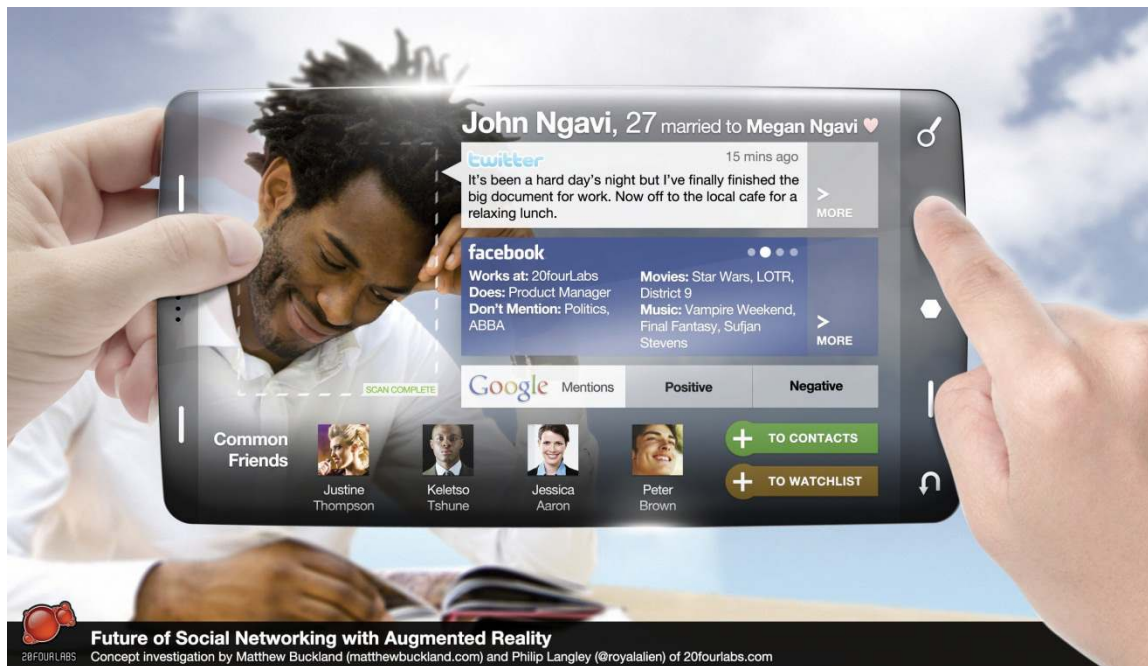 John Ngavi, 27 married to Megan Ngavi
twitter
15 mins ago
It's been a hard day's night but I've finally finished the
big document for work. Now off to the local cafe for a
relaxing lunch.
>
MORE
facebook
Works at: 20fourLabs
Does: Product Manager
Don't Mention: Politics,
ABBA
Movies: Star Wars, LOTR,
District 9
Music: Vampire Weekend,
Final Fantasy, Sufjan
Stevens
>
MORE
SCAN COMPLETE
Google Mentions
Positive
Negative
Common
Friends
Justine
Thompson
Keletso
Tshune
Jessica
Aaron
Peter
Brown
+ TO CONTACTS
+ TO WATCHLIST
20FOURLABS
Future of Social Networking with Augmented Reality
Concept investigation by Matthew Buckland (matthewbuckland.com) and Philip Langley (@royalalien) of 20fourlabs.com